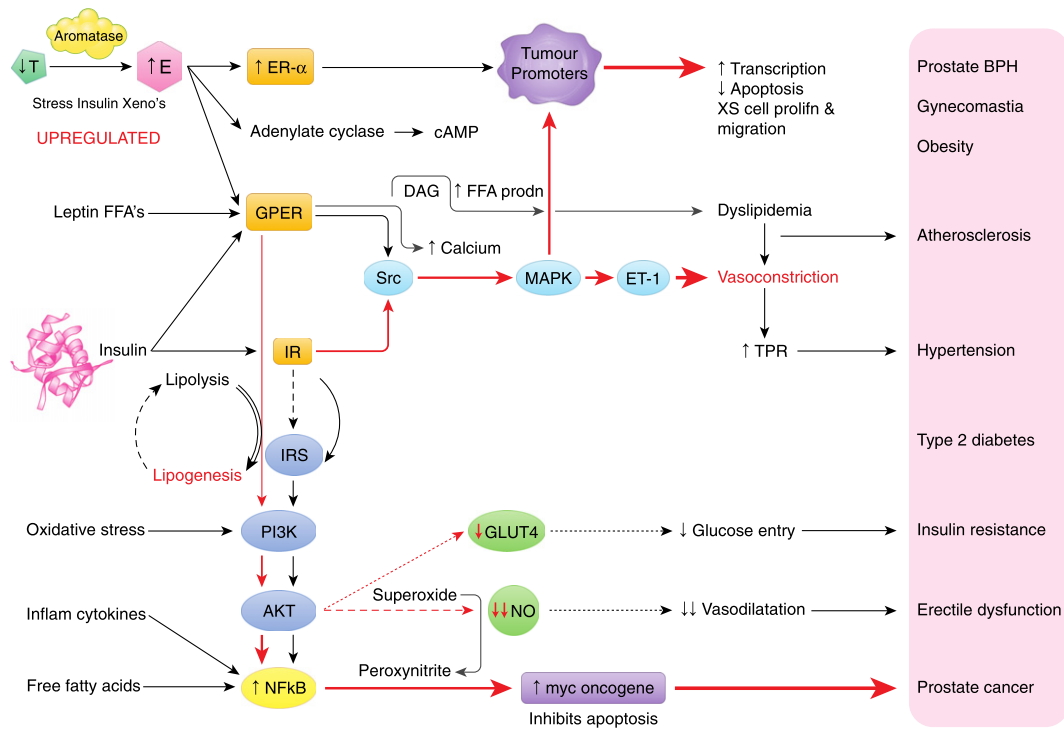 Aromatase
↓T
↑E
↑ ER-α
Tumour
Promoters
↑ Transcription
↓ Apoptosis
XS cell prolifn &
migration
Prostate BPH
Gynecomastia
Obesity
Stress Insulin Xeno's
UPREGULATED
Adenylate cyclase
cAMP
DAG
↑ FFA prodn
Leptin FFA's
GPER
Dyslipidemia
Atherosclerosis
↑ Calcium
Src
MAPK
ET-1
Vasoconstriction
Insulin
IR
↑ TPR
Hypertension
Lipolysis
IRS
Type 2 diabetes
Lipogenesis
Oxidative stress
PI3K
↓GLUT4
↓ Glucose entry
Insulin resistance
Superoxide
AKT
↓↓NO
↓↓ Vasodilatation
Erectile dysfunction
Inflam cytokines
Peroxynitrite
Free fatty acids
↑ NFkB
↑ myc oncogene
Prostate cancer
Inhibits apoptosis